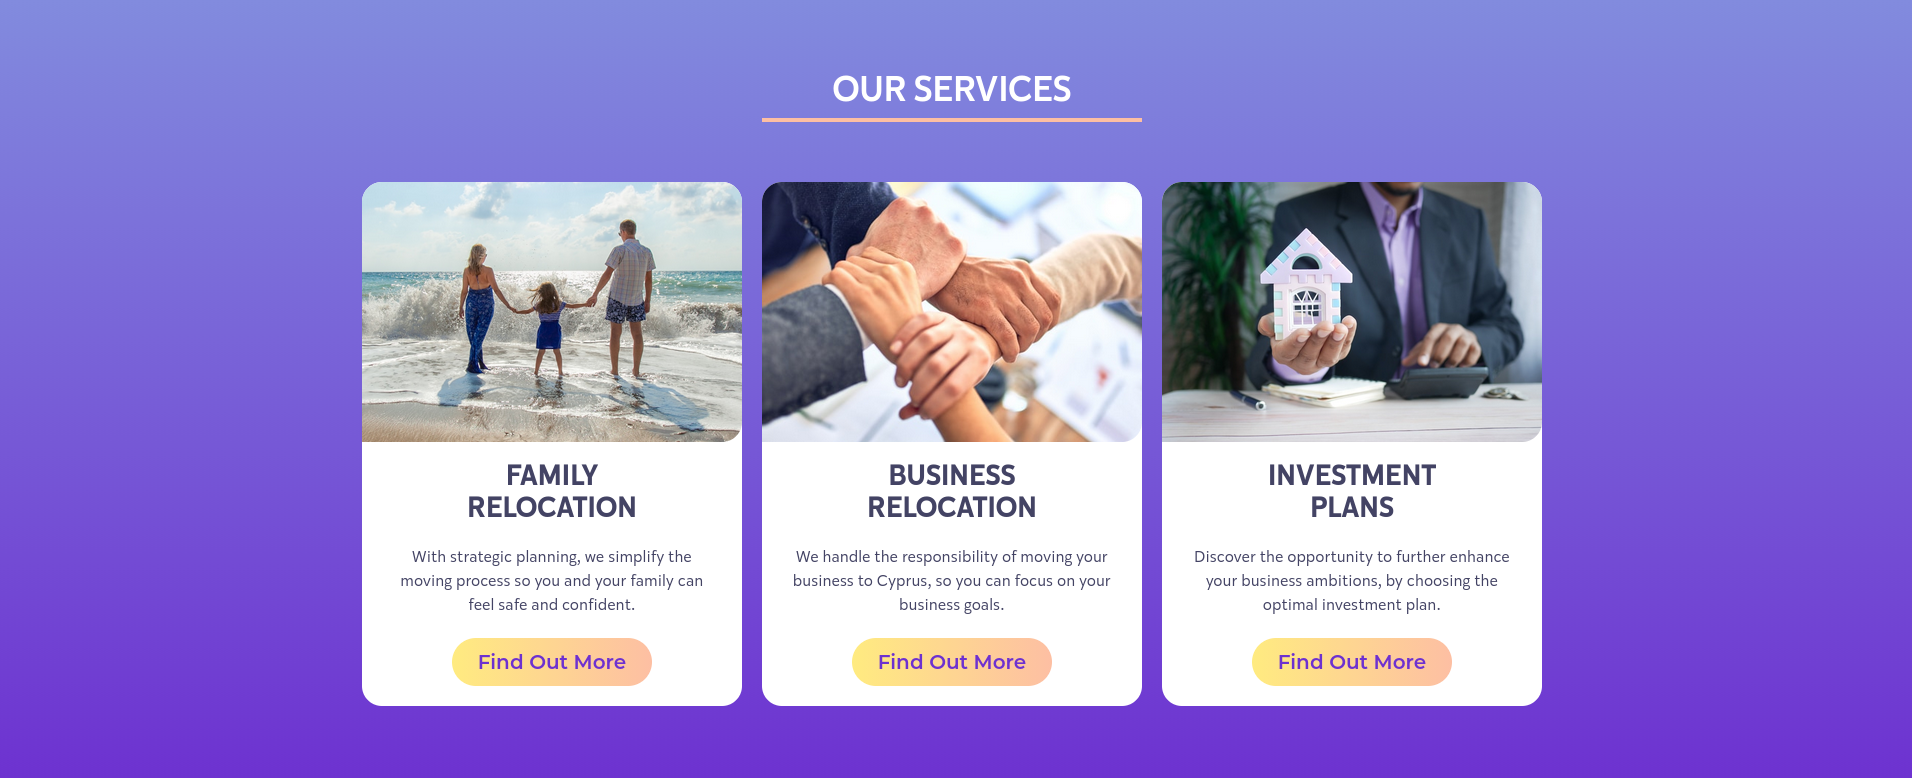 OUR SERVICES
FAMILY
RELOCATION
With strategic planning, we simplify the
moving process so you and your family can
feel safe and confident.
Find Out More
BUSINESS
RELOCATION
We handle the responsibility of moving your
business to Cyprus, so you can focus on your
business goals.
Find Out More
INVESTMENT
PLANS
Discover the opportunity to further enhance
your business ambitions, by choosing the
optimal investment plan.
Find Out More